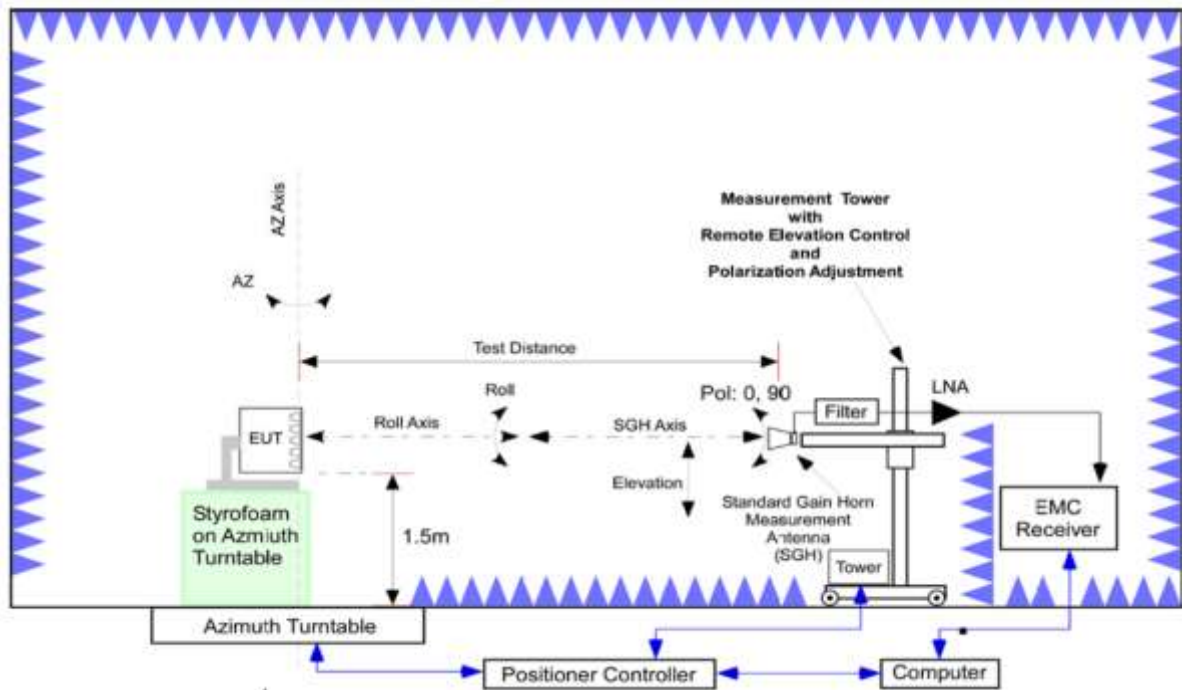 Measurement Tower
with
Remote Elevation Control
and
Polarization Adjustment
AZ Axis
AZ
Test Distance
Roll
Pol: 0, 90
LNA
Filter
EUT
Roll Axis
SGH Axis
Elevation
Standard Gain Horn
Measurement
Antenna
(SGH)
EMC
Receiver
Styrofoam
on Azmiuth
Turntable
1.5m
Tower
Azimuth Turntable
Positioner Controller
Computer